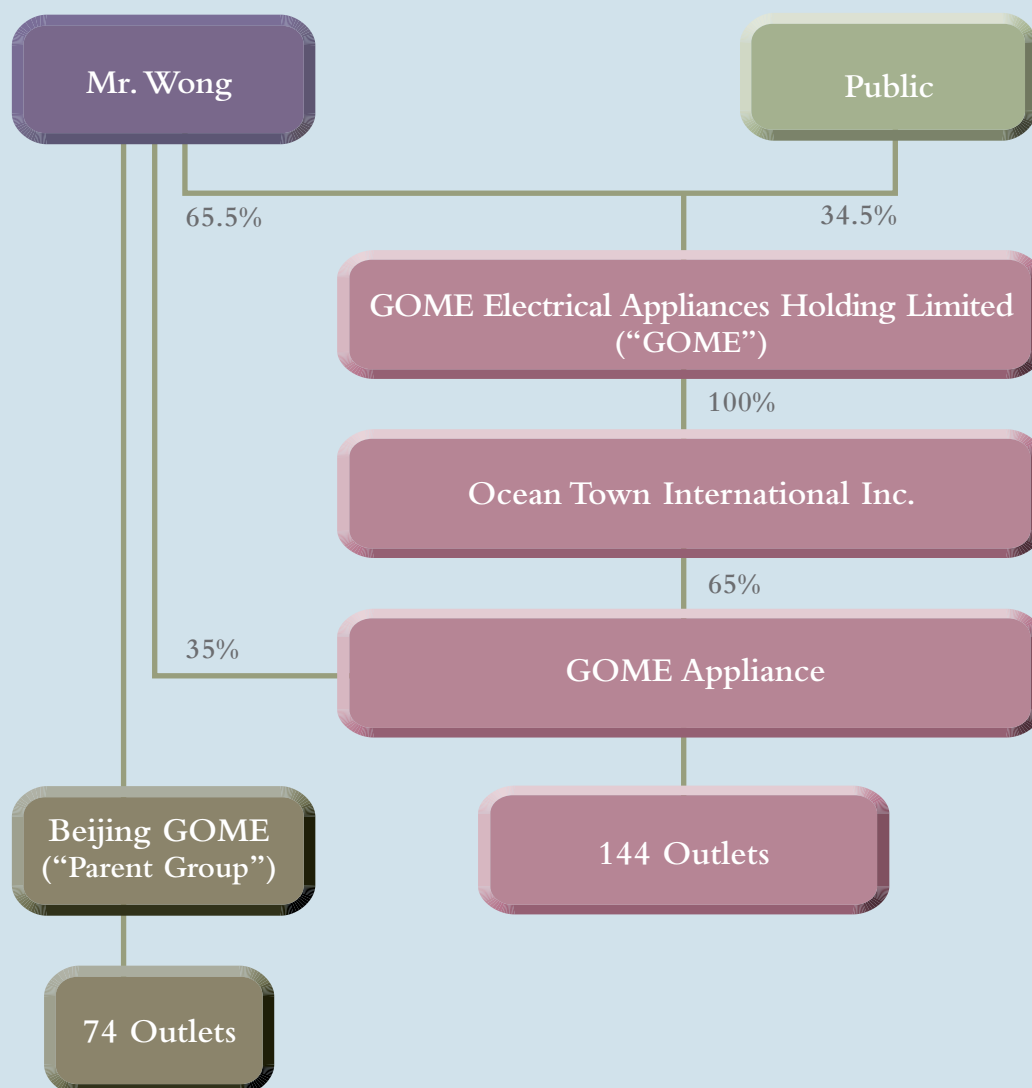 Mr. Wong
Public
65.5%
34.5%
GOME Electrical Appliances Holding Limited
(“GOME”)
100%
Ocean Town International Inc.
65%
35%
GOME Appliance
Beijing GOME
(“Parent Group”)
144 Outlets
74 Outlets